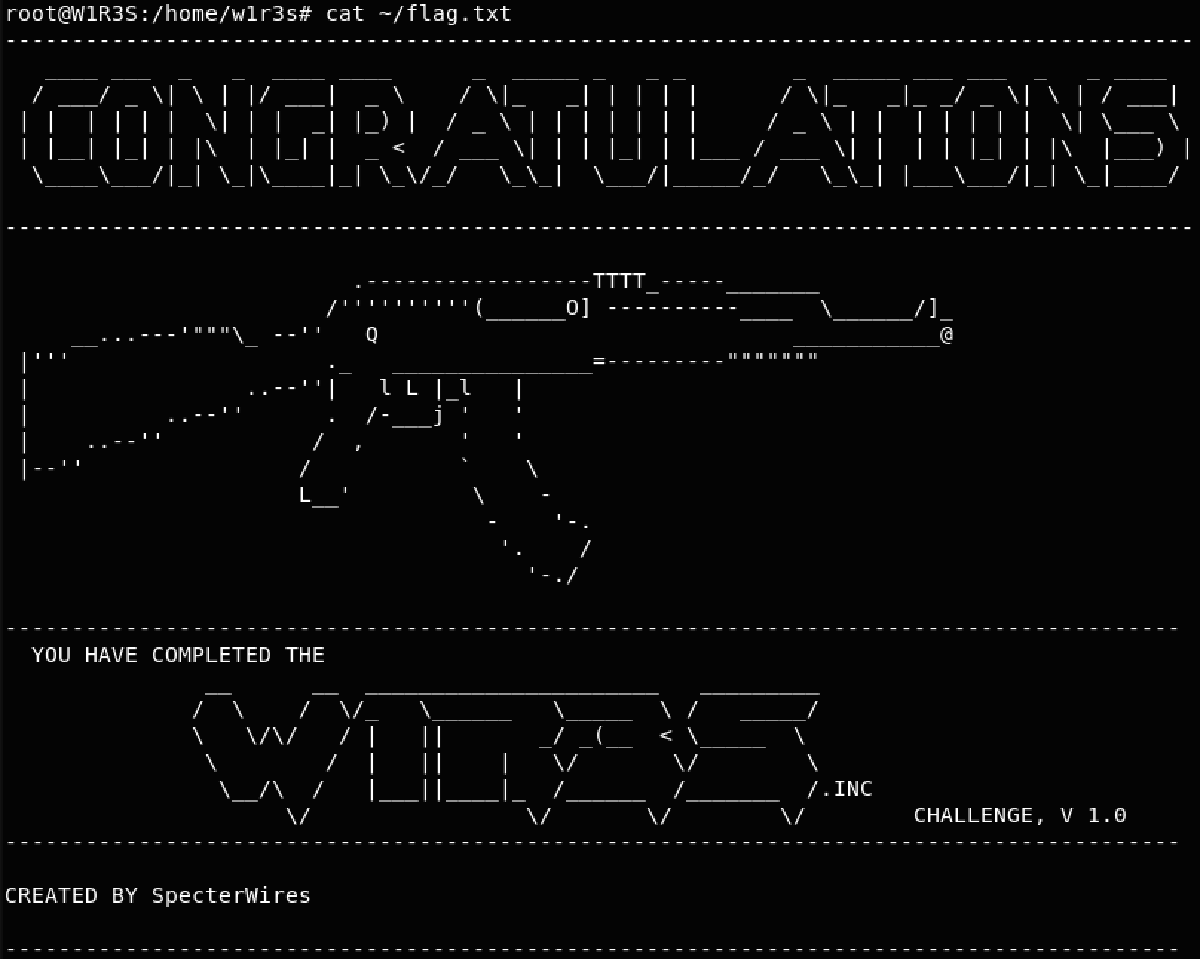 root@W1R3S:/home/w1r3s# cat ~/flag.txt
CONGRATULATIONS
YOU HAVE COMPLETED THE
W1R3S.INC
CHALLENGE, V 1.0
CREATED BY SpecterWires